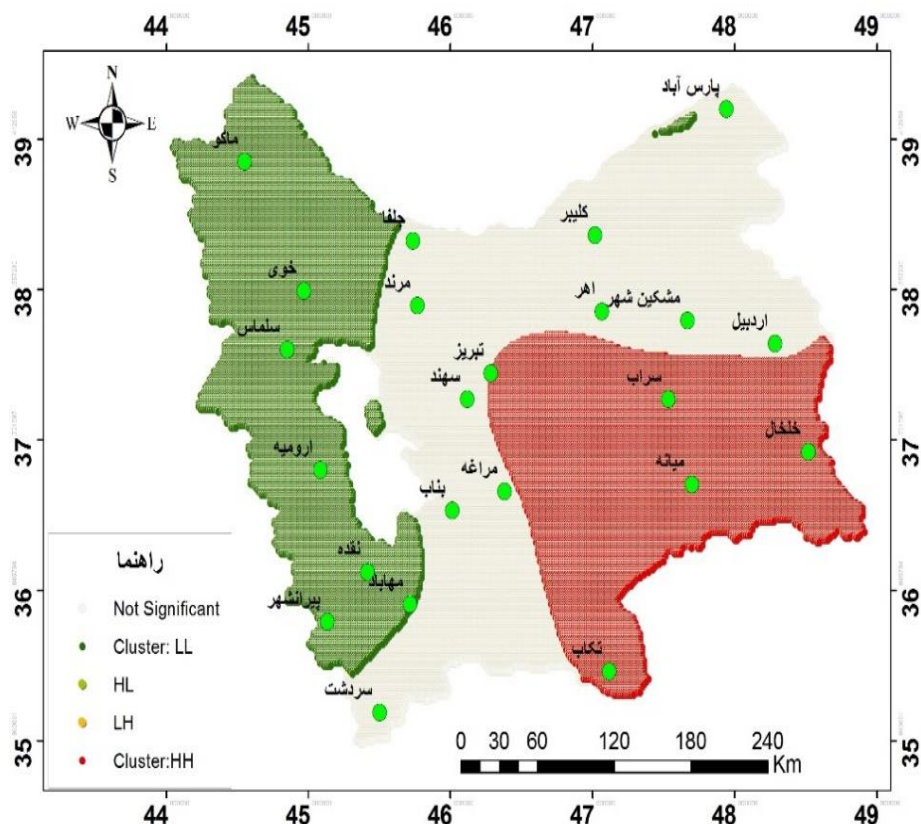 44 45 46 47 48 49
N
W E
S
39 38 37 36 35
39 38 37 36 35
پارس آباد
ماکو
کلیبر
جلفا
خوی
مرند
اهر
مشکین شهر
اردبیل
سلماس
تبریز
سهند
سراب
خلخال
ارومیه
مراغه
میانه
بناب
نقده
مهاباد
پیرانشهر
تکاب
سردشت
راهنما
Not Significant
Cluster: LL
HL
LH
Cluster:HH
0 30 60 120 180 240
Km
44 45 46 47 48 49